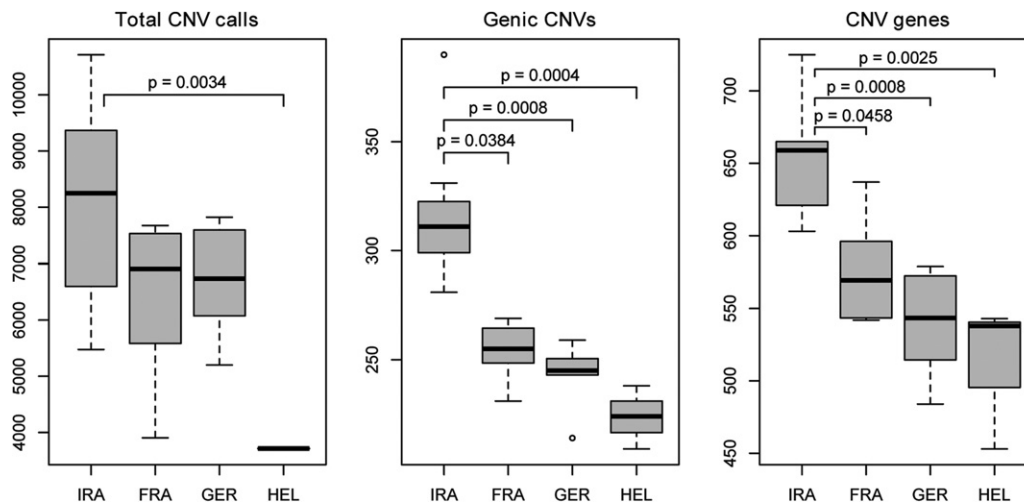 Total CNV calls
10000
9000
8000
7000
6000
5000
4000
p = 0.0034
IRA FRA GER HEL
Genic CNVs
350
300
250
p = 0.0004
p = 0.0008
p = 0.0384
IRA FRA GER HEL
CNV genes
700
650
600
550
500
450
p = 0.0025
p = 0.0008
p = 0.0458
IRA FRA GER HEL